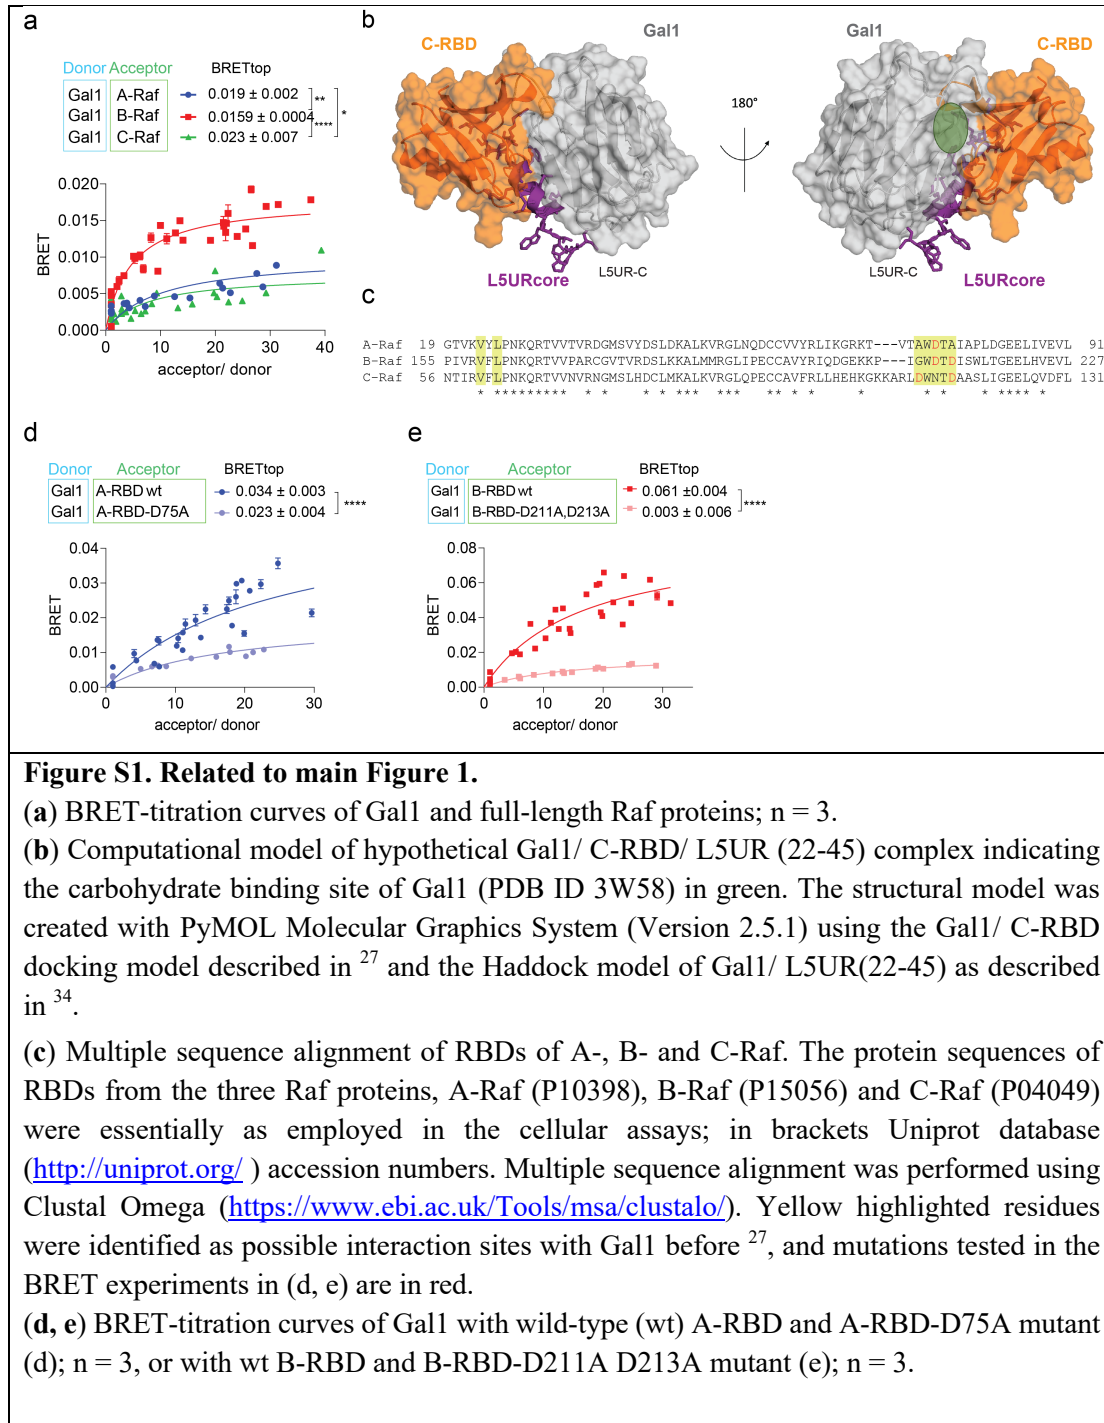 a
Donor Acceptor BRETtop
Gal1 A-Raf 0.019 ± 0.002 **
Gal1 B-Raf 0.0159 ± 0.0004 *
Gal1 C-Raf 0.023 ± 0.007 ****
0.020
0.015
0.010
0.005
0.000
BRET
0 10 20 30 40
acceptor/ donor
b
C-RBD Gal1 Gal1 C-RBD
180°
L5UR-C L5UR-C
L5URcore L5URcore
c
A-Raf 19 GTVKVYLPNKQRTVVTVRDGMSVYDSLDKALKVRGLNQDCCVVYRLIKGRKT---VTAWDTAIAPLDGEELIVEVL 91
B-Raf 155 PIVRVFLPNKQRTVVPARCGVTVRDSLKKALMMRGLIPECCAVYRIQDGEKKP---IGWDTDISWLTGEELHVEVL 227
C-Raf 56 NTIRVFLPNKQRTVVNVRNGMSLHDCLMKALKVRGLQPECCAVFRLLHEHKGKKARLDWNTDAASLIGEELQVDFL 131
d
Donor Acceptor BRETtop
Gal1 A-RBD wt 0.034 ± 0.003
Gal1 A-RBD-D75A 0.023 ± 0.004
****
0.04
0.03
0.02
0.01
0.00
BRET
0 10 20 30
acceptor/ donor
e
Donor Acceptor BRETtop
Gal1 B-RBD wt 0.061 ±0.004
Gal1 B-RBD-D211A,D213A 0.003 ± 0.006
****
0.08
0.06
0.04
0.02
0.00
BRET
0 10 20 30
acceptor/ donor
Figure S1. Related to main Figure 1.
(a) BRET-titration curves of Gal1 and full-length Raf proteins; n = 3.
(b) Computational model of hypothetical Gal1/ C-RBD/ L5UR (22-45) complex indicating
the carbohydrate binding site of Gal1 (PDB ID 3W58) in green. The structural model was
created with PyMOL Molecular Graphics System (Version 2.5.1) using the Gal1/ C-RBD
docking model described in 27 and the Haddock model of Gal1/ L5UR(22-45) as described
in 34.
(c) Multiple sequence alignment of RBDs of A-, B- and C-Raf. The protein sequences of
RBDs from the three Raf proteins, A-Raf (P10398), B-Raf (P15056) and C-Raf (P04049)
were essentially as employed in the cellular assays; in brackets Uniprot database
(http://uniprot.org/ ) accession numbers. Multiple sequence alignment was performed using
Clustal Omega (https://www.ebi.ac.uk/Tools/msa/clustalo/). Yellow highlighted residues
were identified as possible interaction sites with Gal1 before 27, and mutations tested in the
BRET experiments in (d, e) are in red.
(d, e) BRET-titration curves of Gal1 with wild-type (wt) A-RBD and A-RBD-D75A mutant
(d); n = 3, or with wt B-RBD and B-RBD-D211A D213A mutant (e); n = 3.